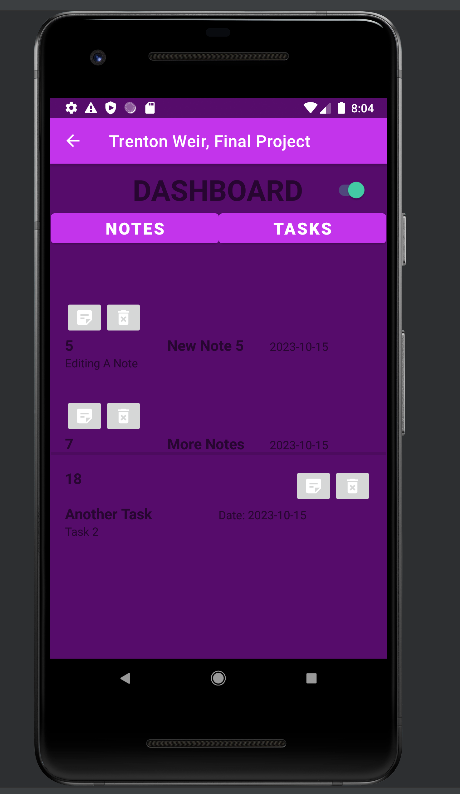 8:04
Trenton Weir, Final Project
DASHBOARD
NOTES TASKS
5 New Note 5 2023-10-15
Editing A Note
7 More Notes 2023-10-15
18
Another Task Date: 2023-10-15
Task 2